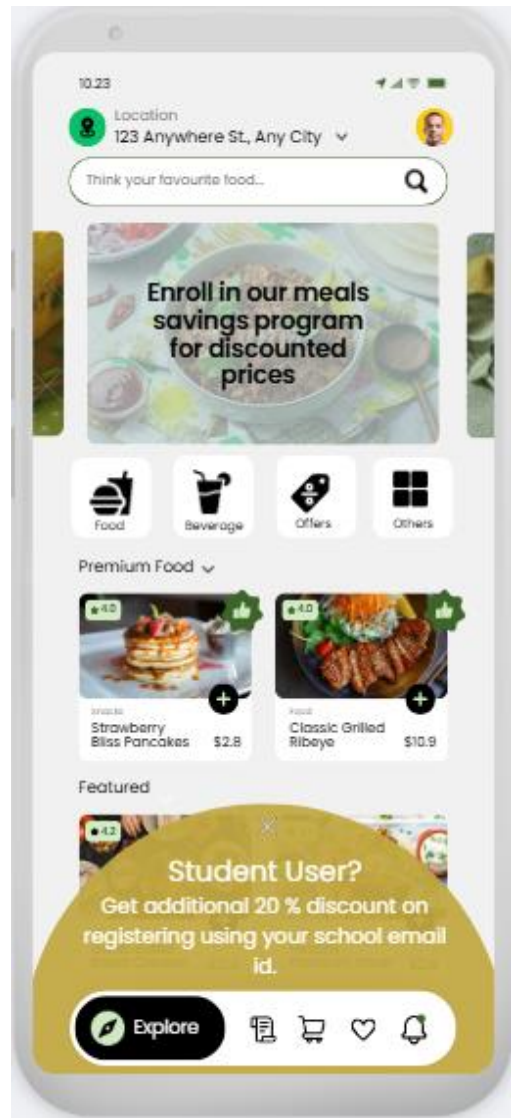 10.23
Location
123 Anywhere St., Any City
Think your favourite food...
Enroll in our meals
savings program
for discounted
prices
Food
Beverage
Offers
Others
Premium Food
4.0
4.0
Snacks
Food
Strawberry
Bliss Pancakes
$2.8
Classic Grilled
Ribeye
$10.9
Featured
4.2
Student User?
Get additional 20 % discount on
registering using your school email
id.
Explore